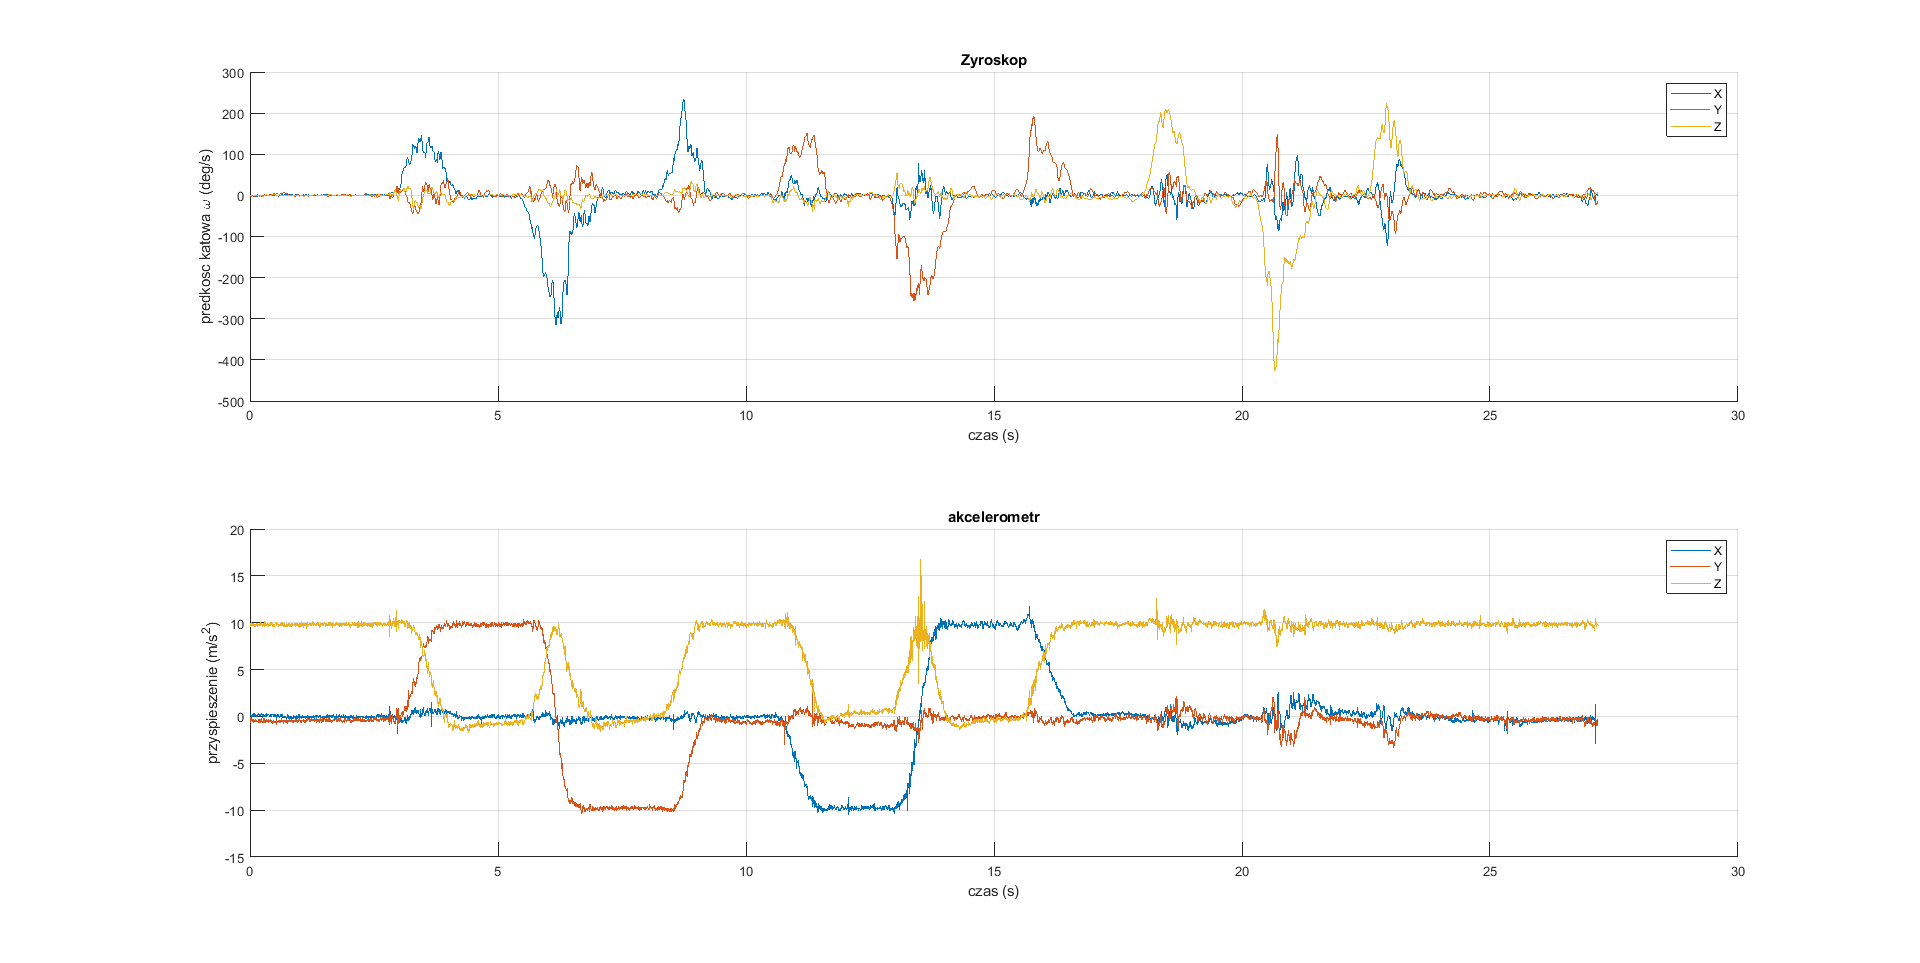 Zyroskop
300
200
100
0
-100
-200
-300
-400
-500
predkosc katowa ω (deg/s)
X
Y
Z
0 5 10 15 20 25 30
czas (s)
akcelerometr
20
15
10
5
0
-5
-10
-15
przyspieszenie (m/s²)
X
Y
Z
0 5 10 15 20 25 30
czas (s)